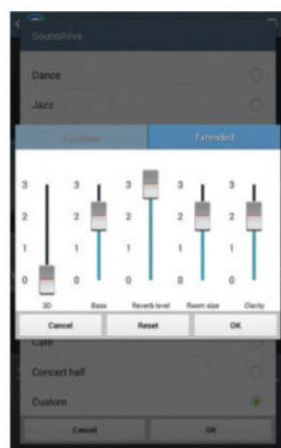 SoundAlive
Dance
Jazz
Equalizer Extended
3 3 3 3 3
2 2 2 2 2
1 1 1 1 1
0 0 0 0 0
3D Bass Reverb level Room size Clarity
Cancel Reset OK
Cafe
Concert hall
Custom
Cancel OK